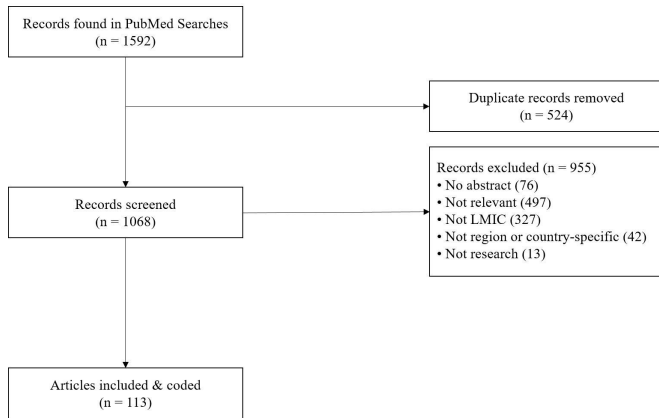 Records found in PubMed Searches
(n = 1592)
Duplicate records removed
(n = 524)
Records excluded (n = 955)
• No abstract (76)
• Not relevant (497)
• Not LMIC (327)
• Not region or country-specific (42)
• Not research (13)
Records screened
(n = 1068)
Articles included & coded
(n = 113)